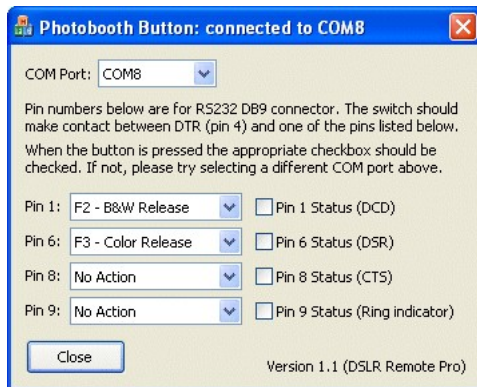 Photobooth Button: connected to COM8
COM Port: COM8
Pin numbers below are for RS232 DB9 connector. The switch should
make contact between DTR (pin 4) and one of the pins listed below.
When the button is pressed the appropriate checkbox should be
checked. If not, please try selecting a different COM port above.
Pin 1: F2 - B&W Release Pin 1 Status (DCD)
Pin 6: F3 - Color Release Pin 6 Status (DSR)
Pin 8: No Action Pin 8 Status (CTS)
Pin 9: No Action Pin 9 Status (Ring indicator)
Close Version 1.1 (DSLR Remote Pro)